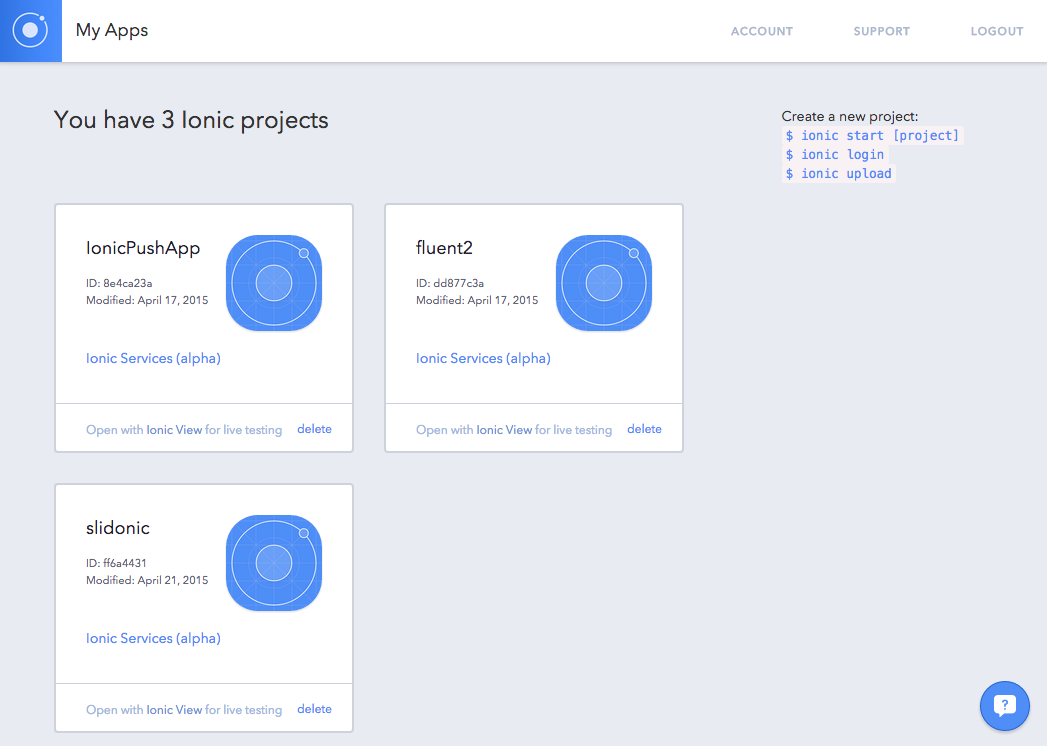 My Apps
ACCOUNT SUPPORT LOGOUT
You have 3 Ionic projects
Create a new project:
$ ionic start [project]
$ ionic login
$ ionic upload
IonicPushApp
ID: 8e4ca23a
Modified: April 17, 2015
Ionic Services (alpha)
Open with Ionic View for live testing delete
fluent2
ID: dd877c3a
Modified: April 17, 2015
Ionic Services (alpha)
Open with Ionic View for live testing delete
slidonic
ID: ff6a4431
Modified: April 21, 2015
Ionic Services (alpha)
Open with Ionic View for live testing delete
?